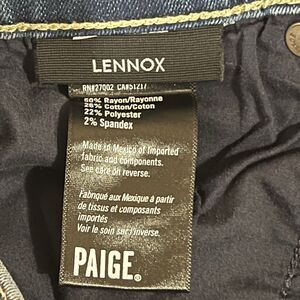 LENNOX
RN#27002 CA#51217
50% Rayon/Rayonne
26% Cotton/Coton
22% Polyester
2% Spandex
Made in Mexico of imported
fabric and components.
See care on reverse.
Fabriqué aux Mexique à partir
de tissus et composants
importés
Voir le soin sur l'inverse.
PAIGE®